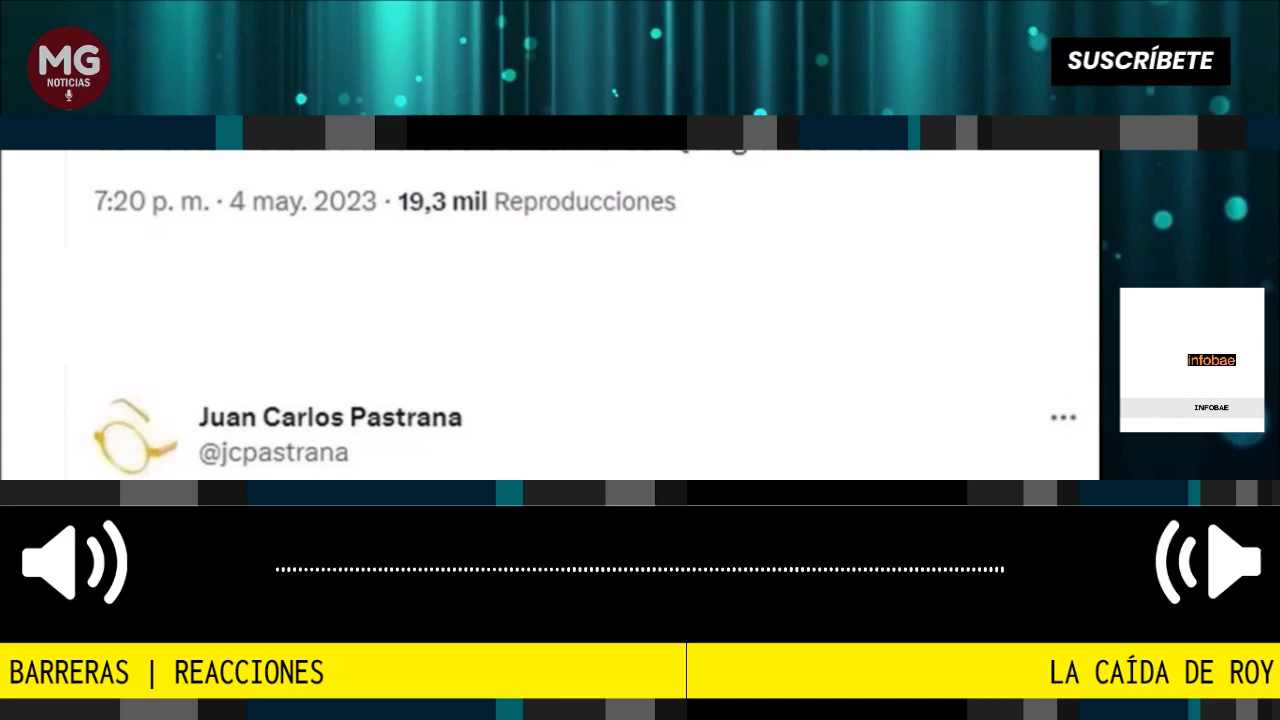 MG
NOTICIAS
SUSCRÍBETE
7:20 p. m. · 4 may. 2023 · 19,3 mil Reproducciones
infobae
INFOBAE
Juan Carlos Pastrana
@jcpastrana
BARRERAS | REACCIONES
LA CAÍDA DE ROY